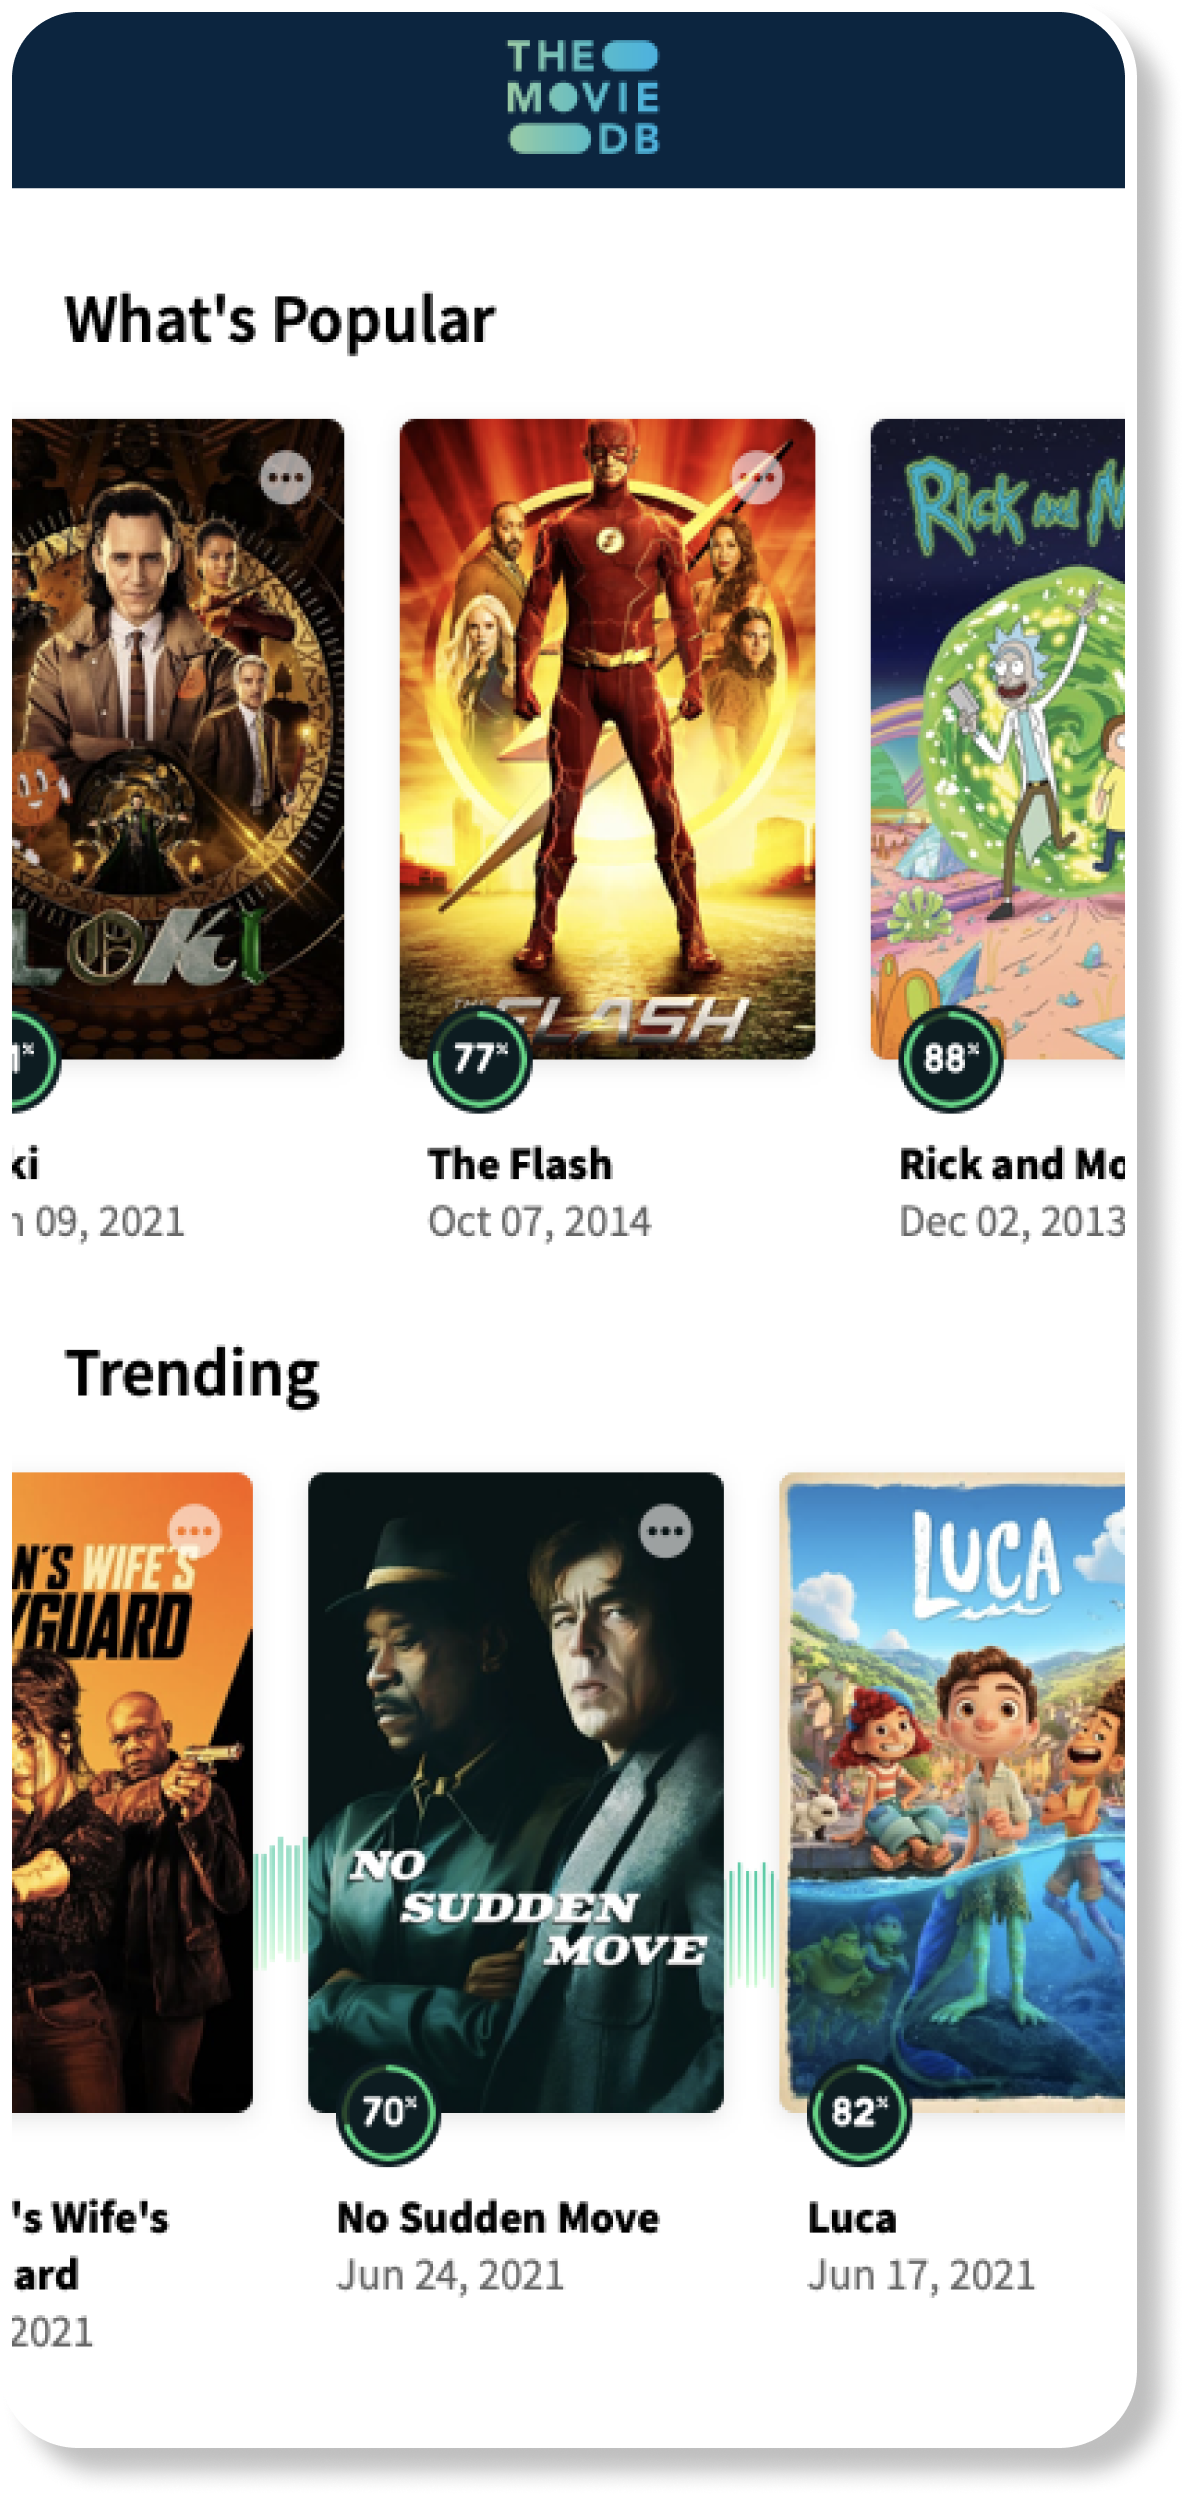 THE
MOVIE
DB
What's Popular
LOKI
THE FLASH
RICK AND M
1%
77%
88%
ki
The Flash
Rick and Mo
n 09, 2021
Oct 07, 2014
Dec 02, 2013
Trending
N'S WIFE'S
YGUARD
NO
SUDDEN
MOVE
LUCA
70%
82%
's Wife's
ard
2021
No Sudden Move
Jun 24, 2021
Luca
Jun 17, 2021